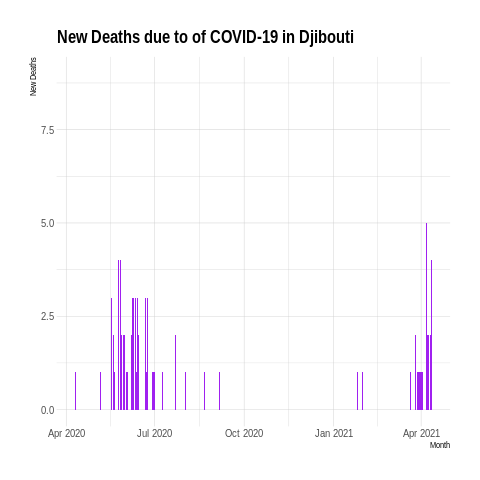 New Deaths due to of COVID-19 in Djibouti
New Deaths
7.5
5.0
2.5
0.0
Apr 2020 Jul 2020 Oct 2020 Jan 2021 Apr 2021
Month